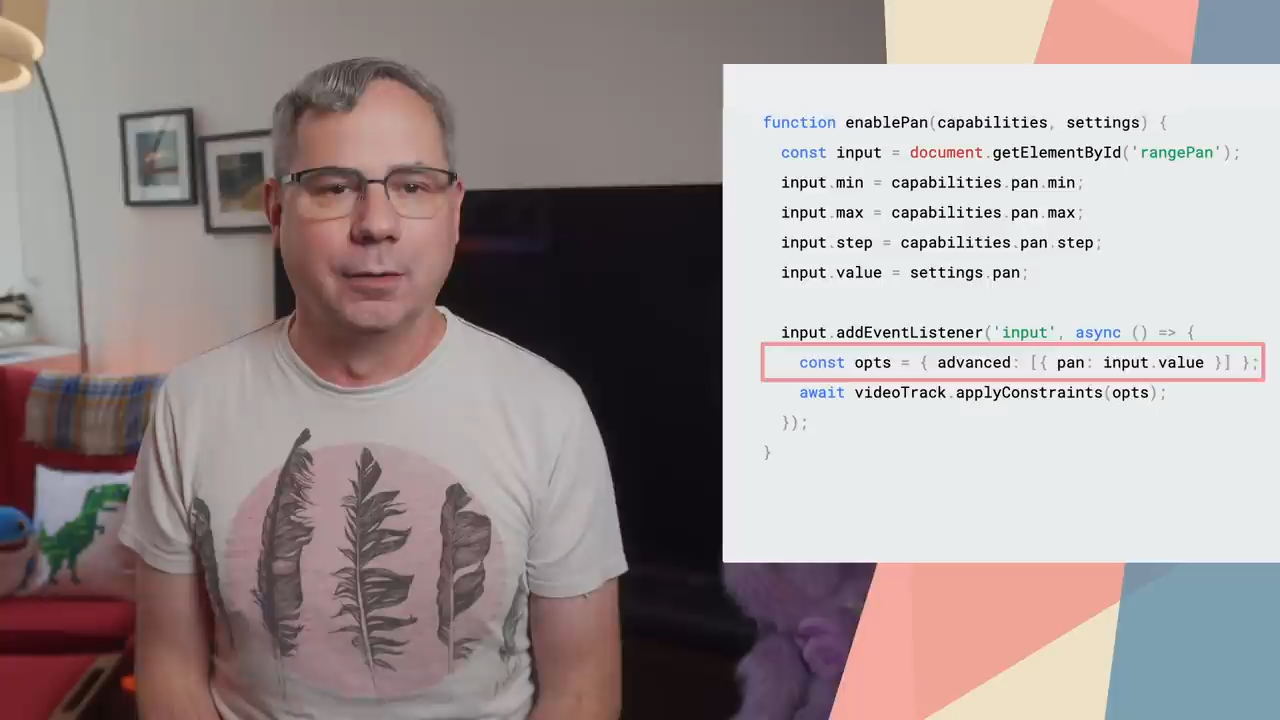 function enablePan(capabilities, settings) {
const input = document.getElementById('rangePan');
input.min = capabilities.pan.min;
input.max = capabilities.pan.max;
input.step = capabilities.pan.step;
input.value = settings.pan;
input.addEventListener('input', async () => {
const opts = { advanced: [{ pan: input.value }] };
await videoTrack.applyConstraints(opts);
});
}